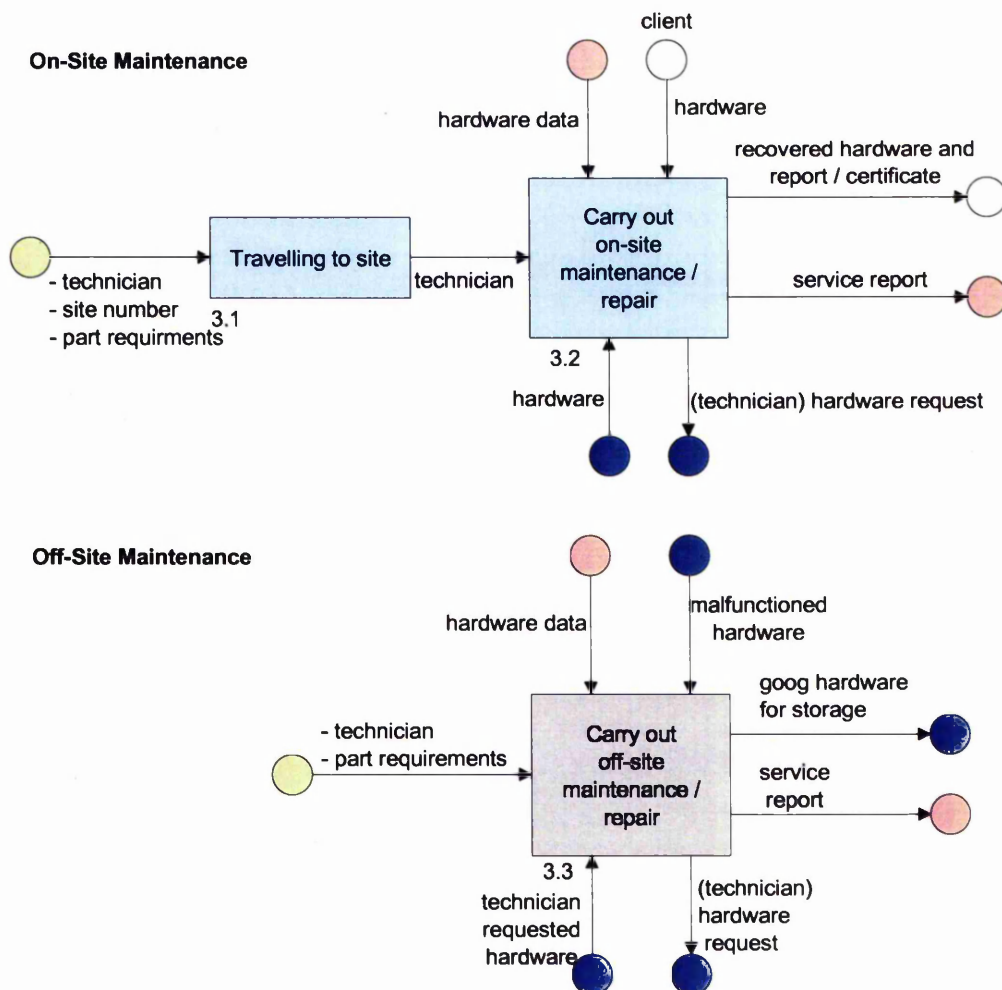 client
On-Site Maintenance
hardware data
hardware
recovered hardware and
report / certificate
Carry out
on-site
maintenance /
repair
Travelling to site
technician
- technician
- site number
- part requirments
3.1
service report
3.2
hardware
(technician) hardware request
Off-Site Maintenance
hardware data
malfunctioned
hardware
goog hardware
for storage
- technician
- part requirements
Carry out
off-site
maintenance /
repair
service
report
3.3
technician
requested
hardware
(technician)
hardware
request